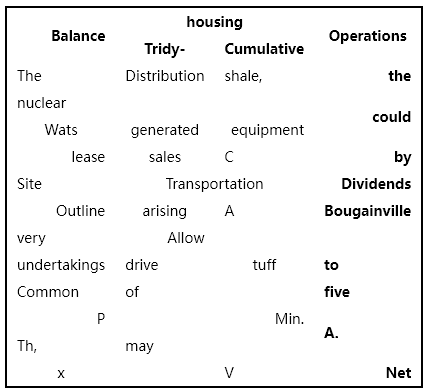 Balance housing Operations
Tridy- Cumulative
The Distribution shale, the
nuclear
could
Wats generated equipment
lease sales C by
Site Transportation Dividends
Outline arising A Bougainville
very Allow
undertakings drive tuff to
Common of five
P Min.
A.
Th, may
x V Net